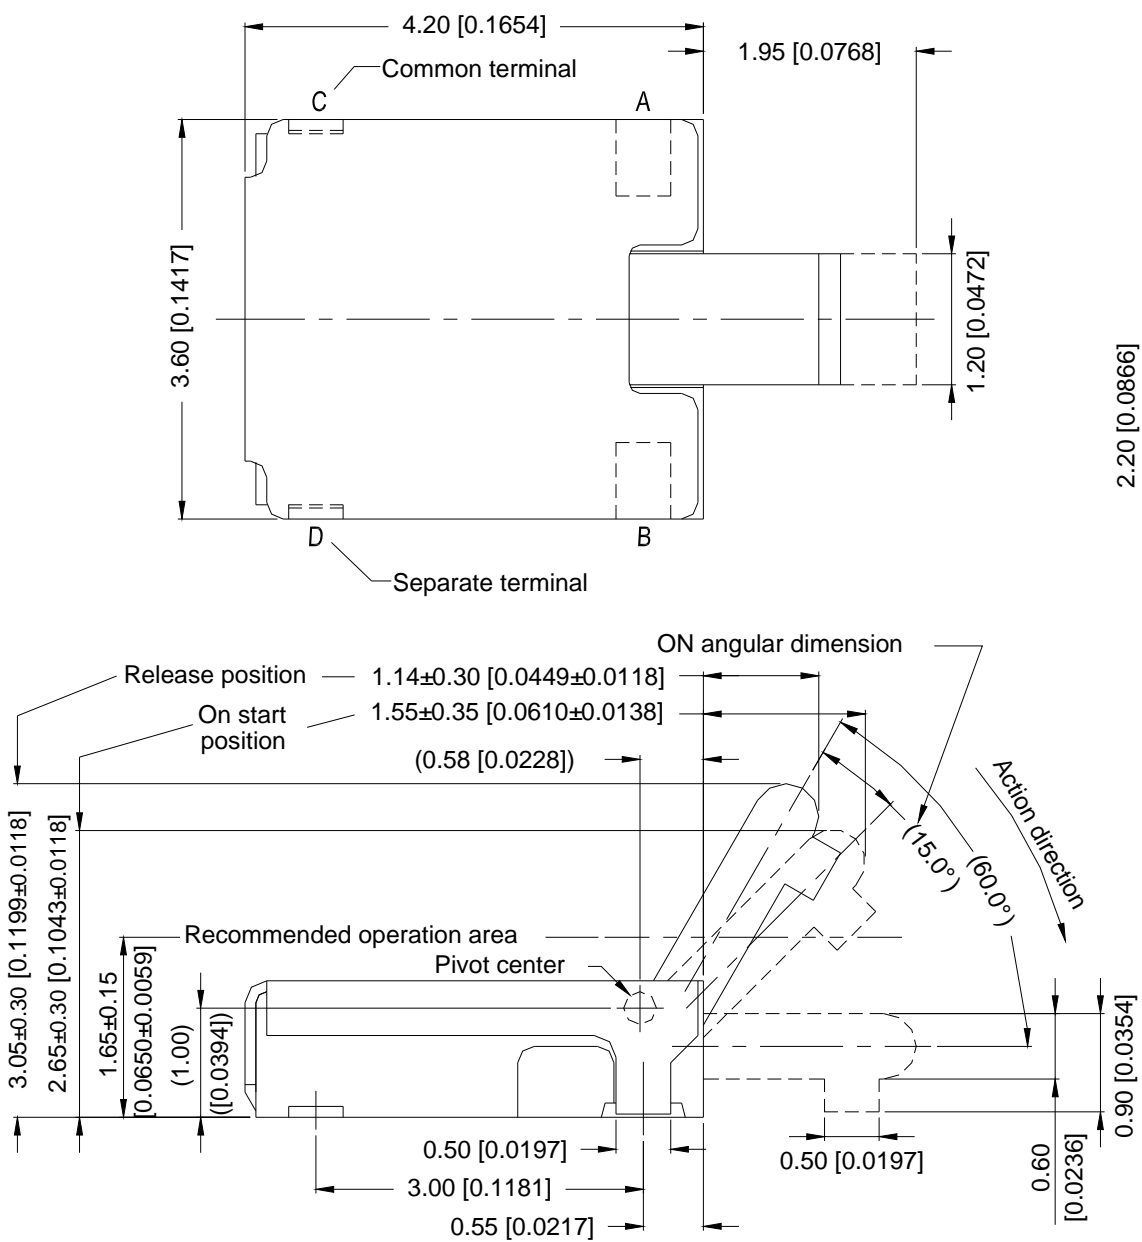 4.20 [0.1654]
1.95 [0.0768]
Common terminal
C
A
3.60 [0.1417]
1.20 [0.0472]
2.20 [0.0866]
D
B
Separate terminal
ON angular dimension
Release position
1.14±0.30 [0.0449±0.0118]
On start
position
1.55±0.35 [0.0610±0.0138]
(0.58 [0.0228])
Action direction
(15.0°)
(60.0°)
3.05±0.30 [0.1199±0.0118]
2.65±0.30 [0.1043±0.0118]
1.65±0.15
[0.0650±0.0059]
(1.00)
([0.0394])
Recommended operation area
Pivot center
0.90 [0.0354]
0.60
[0.0236]
0.50 [0.0197]
0.50 [0.0197]
3.00 [0.1181]
0.55 [0.0217]